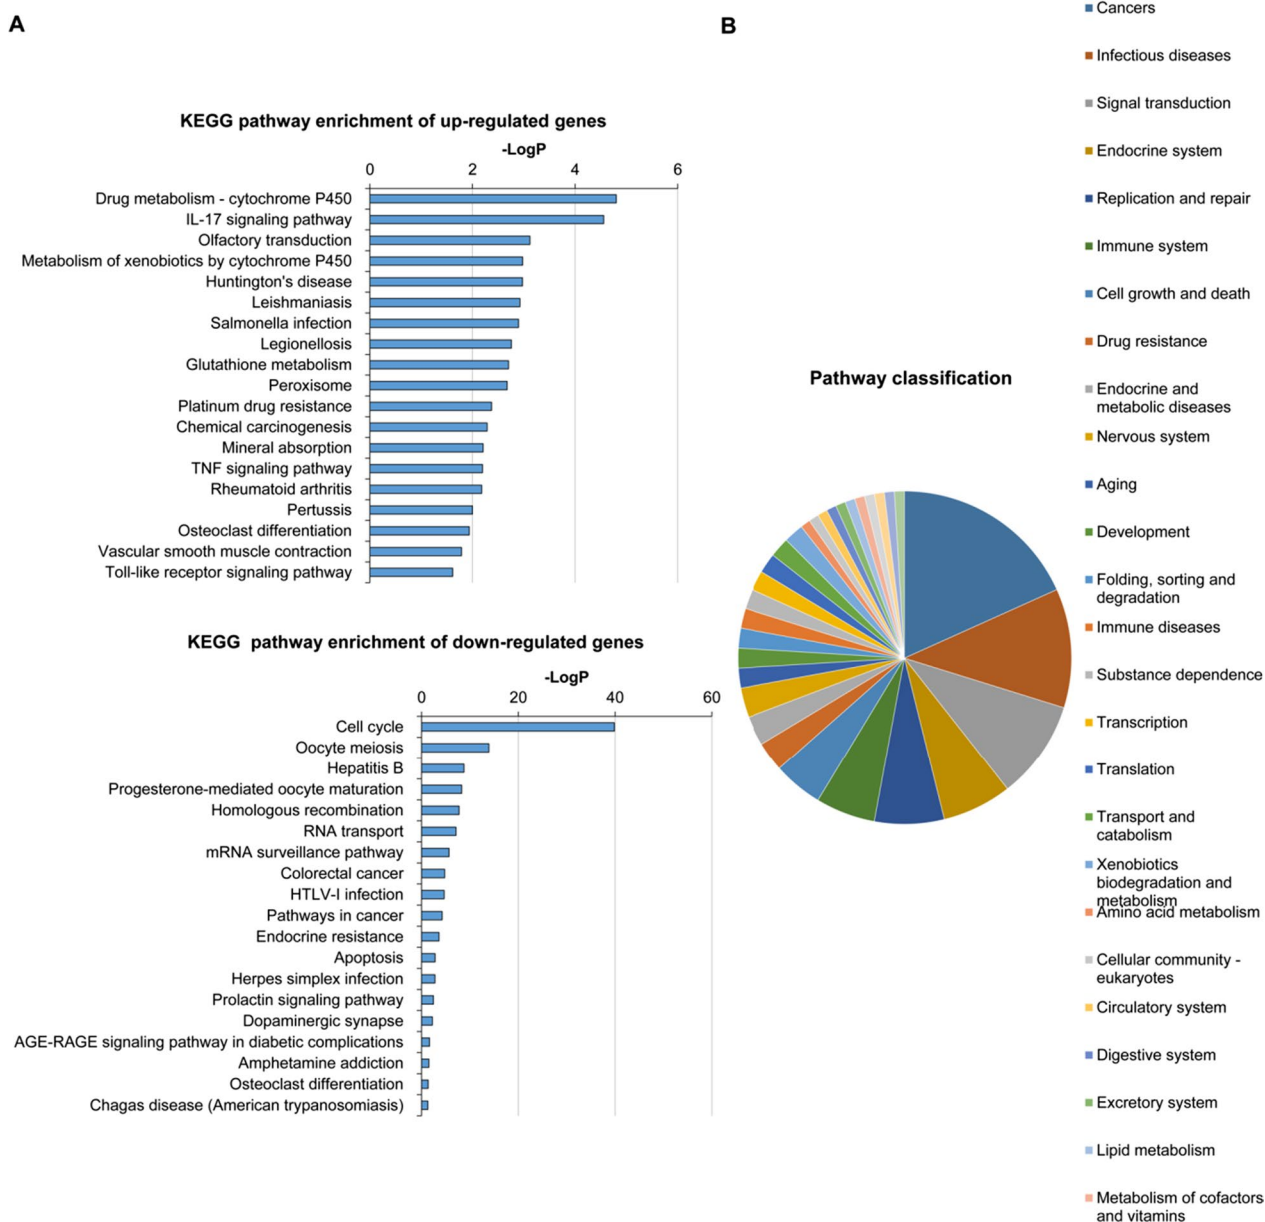 A
KEGG pathway enrichment of up-regulated genes
-LogP
0 2 4 6
Drug metabolism - cytochrome P450
IL-17 signaling pathway
Olfactory transduction
Metabolism of xenobiotics by cytochrome P450
Huntington's disease
Leishmaniasis
Salmonella infection
Legionellosis
Glutathione metabolism
Peroxisome
Platinum drug resistance
Chemical carcinogenesis
Mineral absorption
TNF signaling pathway
Rheumatoid arthritis
Pertussis
Osteoclast differentiation
Vascular smooth muscle contraction
Toll-like receptor signaling pathway
KEGG  pathway enrichment of down-regulated genes
-LogP
0 20 40 60
Cell cycle
Oocyte meiosis
Hepatitis B
Progesterone-mediated oocyte maturation
Homologous recombination
RNA transport
mRNA surveillance pathway
Colorectal cancer
HTLV-I infection
Pathways in cancer
Endocrine resistance
Apoptosis
Herpes simplex infection
Prolactin signaling pathway
Dopaminergic synapse
AGE-RAGE signaling pathway in diabetic complications
Amphetamine addiction
Osteoclast differentiation
Chagas disease (American trypanosomiasis)
B
Pathway classification
Cancers
Infectious diseases
Signal transduction
Endocrine system
Replication and repair
Immune system
Cell growth and death
Drug resistance
Endocrine and
metabolic diseases
Nervous system
Aging
Development
Folding, sorting and
degradation
Immune diseases
Substance dependence
Transcription
Translation
Transport and
catabolism
Xenobiotics
biodegradation and
metabolism
Amino acid metabolism
Cellular community -
eukaryotes
Circulatory system
Digestive system
Excretory system
Lipid metabolism
Metabolism of cofactors
and vitamins